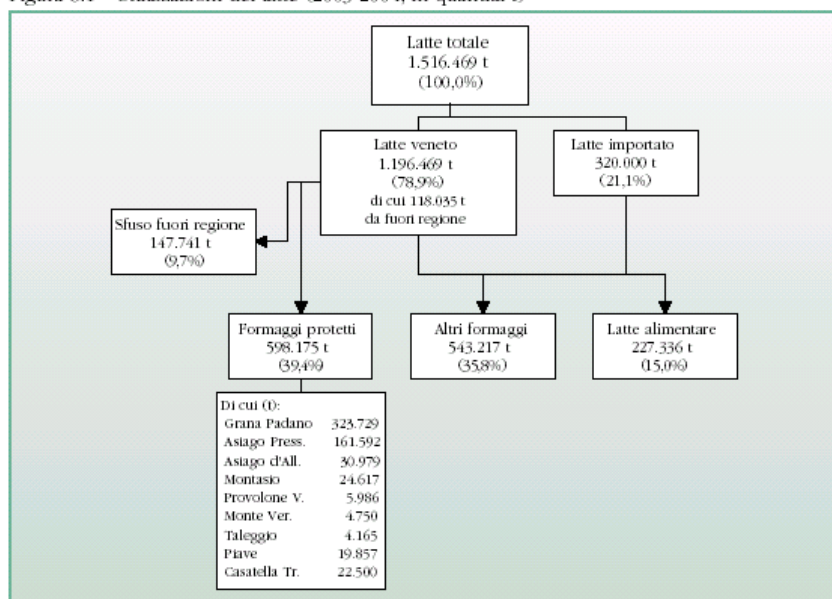 Latte totale
1.516.469 t
(100,0%)
Latte veneto
1.196.469 t
(78,9%)
di cui 118.035 t
da fuori regione
Latte importato
320.000 t
(21,1%)
Sfuso fuori regione
147.741 t
(9,7%)
Formaggi protetti
598.175 t
(39,4%)
Altri formaggi
543.217 t
(35,8%)
Latte alimentare
227.336 t
(15,0%)
Di cui (t):
Grana Padano 323.729
Asiago Press. 161.592
Asiago d'All. 30.979
Montasio 24.617
Provolone V. 5.986
Monte Ver. 4.750
Taleggio 4.165
Piave 19.857
Casatella Tr. 22.500